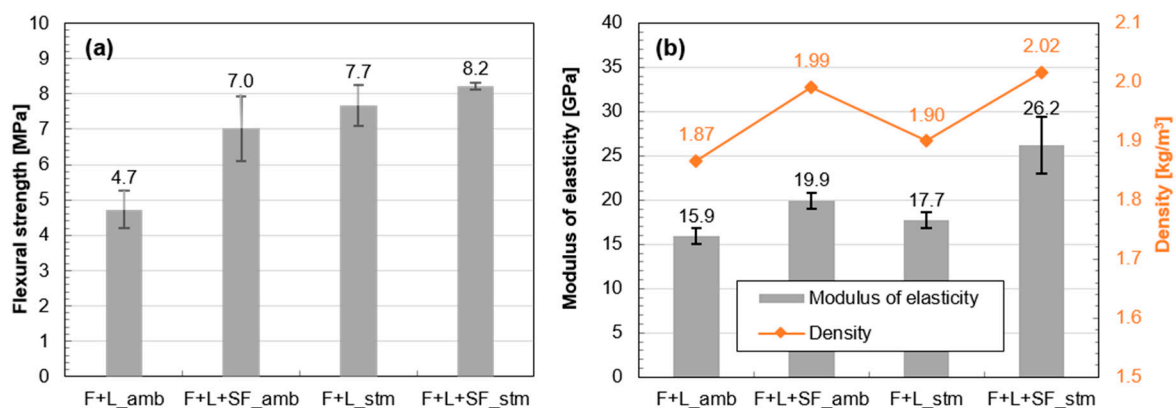 (a)
Flexural strength [MPa]
10
9
8
7
6
5
4
3
2
1
0
4.7
7.0
7.7
8.2
F+L_amb
F+L+SF_amb
F+L_stm
F+L+SF_stm
(b)
Modulus of elasticity [GPa]
40
35
30
25
20
15
10
5
0
1.87
1.99
1.90
2.02
15.9
19.9
17.7
26.2
Modulus of elasticity
Density
F+L_amb
F+L+SF_amb
F+L_stm
F+L+SF_stm
2.1
2.0
1.9
1.8
1.7
1.6
1.5
Density [kg/m³]